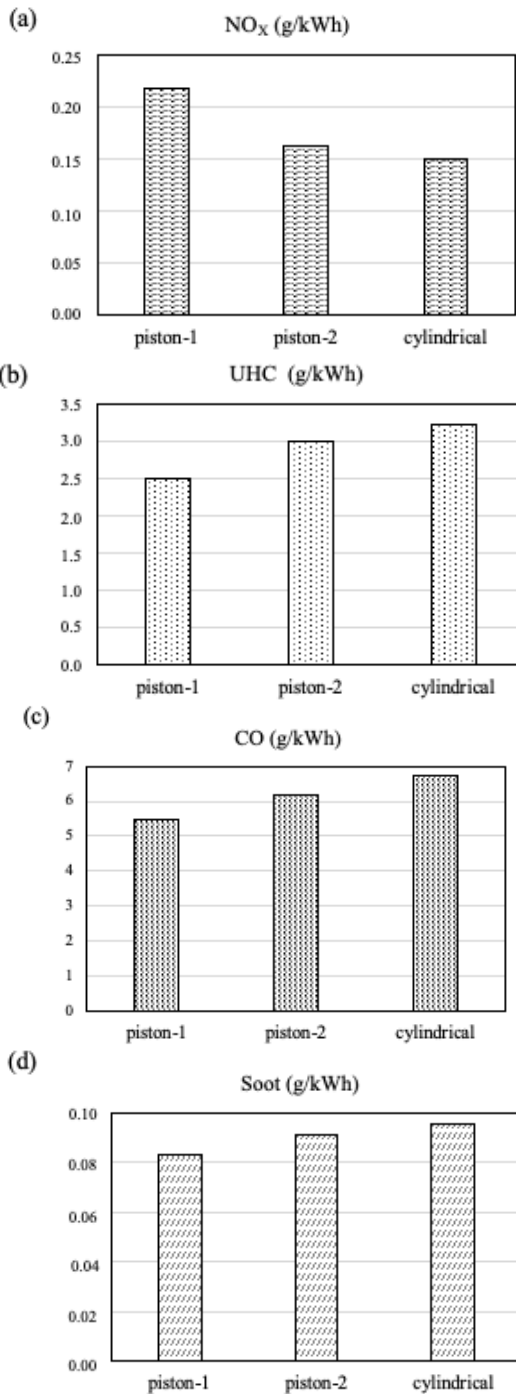 (a)
NOX (g/kWh)
0.25
0.20
0.15
0.10
0.05
0.00
piston-1 piston-2 cylindrical
(b)
UHC (g/kWh)
3.5
3.0
2.5
2.0
1.5
1.0
0.5
0.0
piston-1 piston-2 cylindrical
(c)
CO (g/kWh)
7
6
5
4
3
2
1
0
piston-1 piston-2 cylindrical
(d)
Soot (g/kWh)
0.10
0.08
0.06
0.04
0.02
0.00
piston-1 piston-2 cylindrical